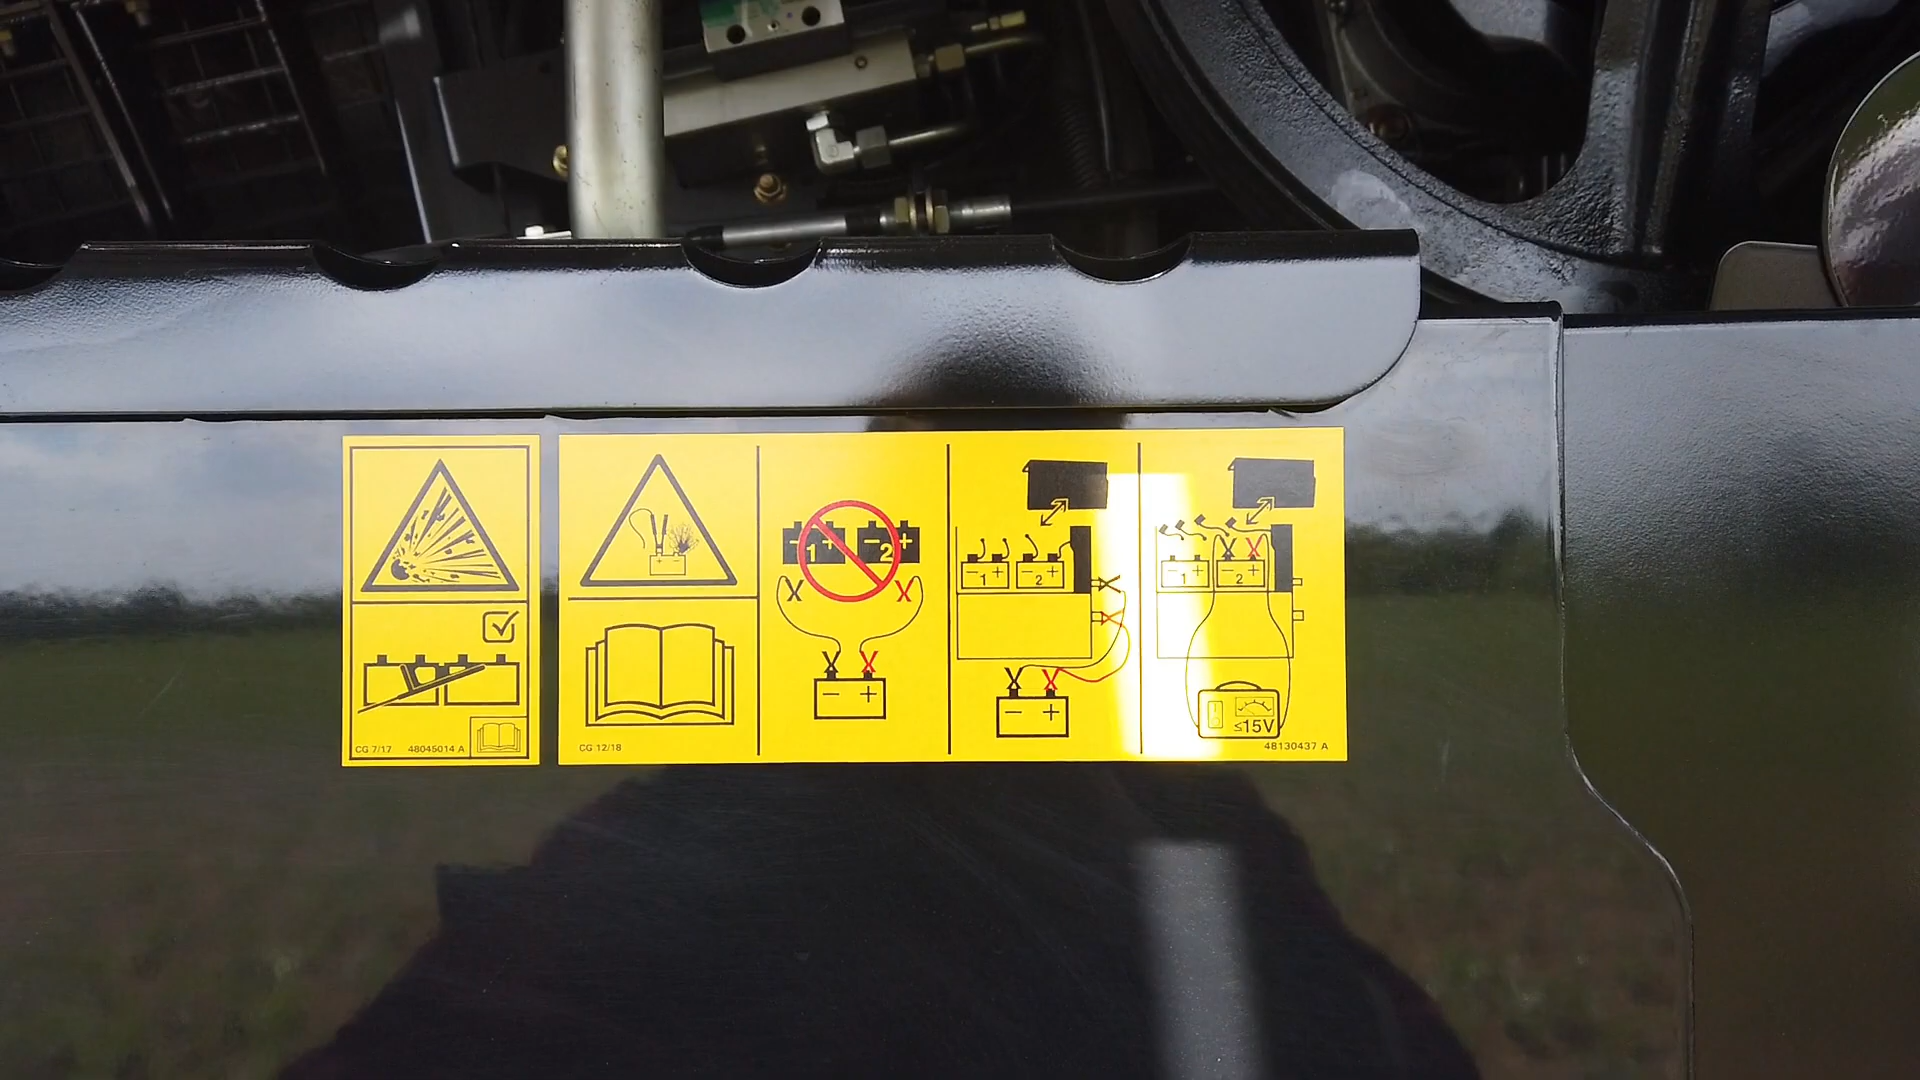 CG 7/17 48045014 A
CG 12/18
- 1 + - 2 +
- +
- 1 + - 2 +
- +
- 1 + - 2 +
≤15V
48130437 A